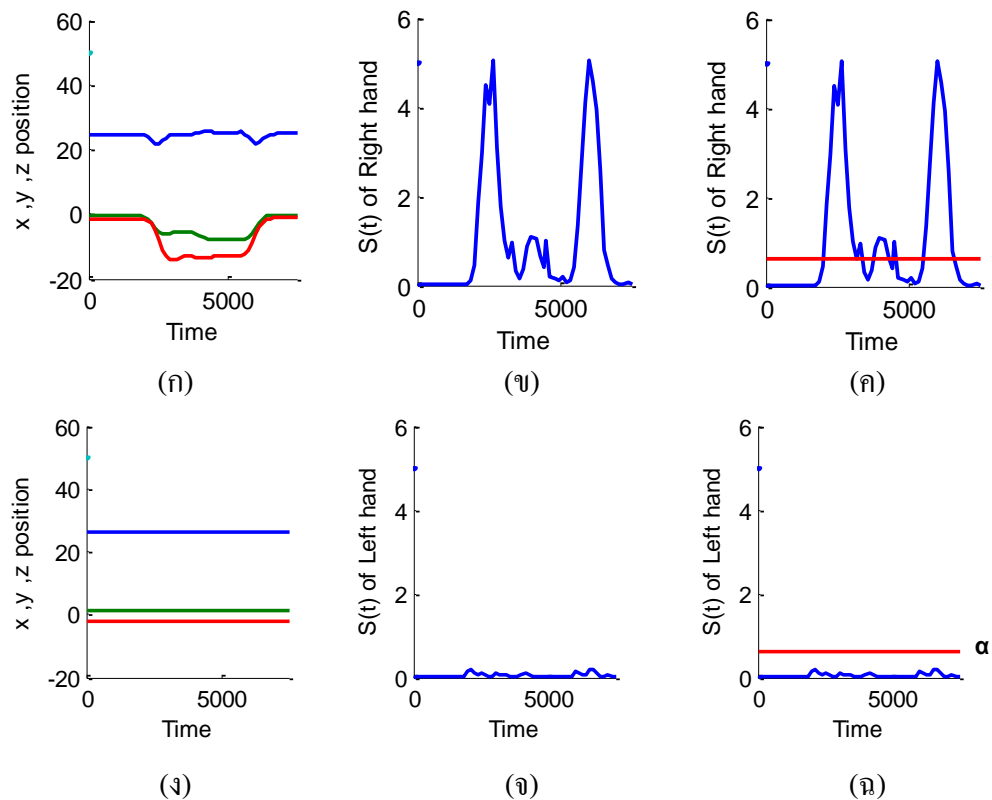 60
40
20
0
-20
0
5000
x ,y ,z position
Time
(ก)
6
4
2
0
0
5000
S(t) of Right hand
Time
(ข)
6
4
2
0
0
5000
S(t) of Right hand
Time
(ค)
60
40
20
0
-20
0
5000
x ,y ,z position
Time
(ง)
6
4
2
0
0
5000
S(t) of Left hand
Time
(จ)
6
4
2
0
0
5000
S(t) of Left hand
α
Time
(ฉ)